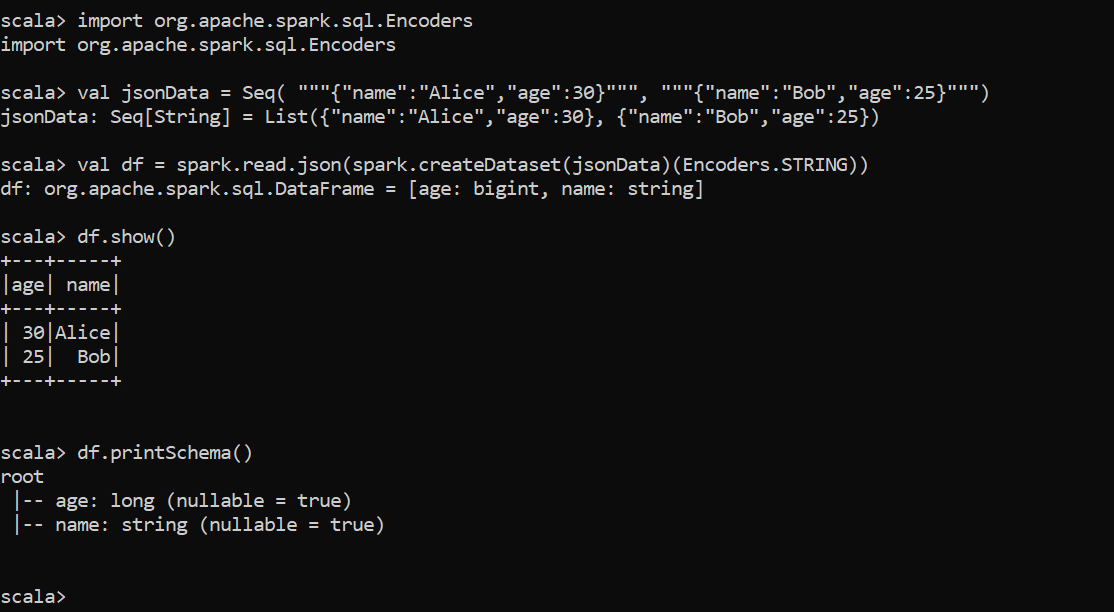 scala> import org.apache.spark.sql.Encoders
import org.apache.spark.sql.Encoders
scala> val jsonData = Seq( """{"name":"Alice","age":30}""", """{"name":"Bob","age":25}""")
jsonData: Seq[String] = List({"name":"Alice","age":30}, {"name":"Bob","age":25})
scala> val df = spark.read.json(spark.createDataset(jsonData)(Encoders.STRING))
df: org.apache.spark.sql.DataFrame = [age: bigint, name: string]
scala> df.show()
+---+-----+
|age| name|
+---+-----+
| 30|Alice|
| 25|  Bob|
+---+-----+
scala> df.printSchema()
root
 |-- age: long (nullable = true)
 |-- name: string (nullable = true)
scala>